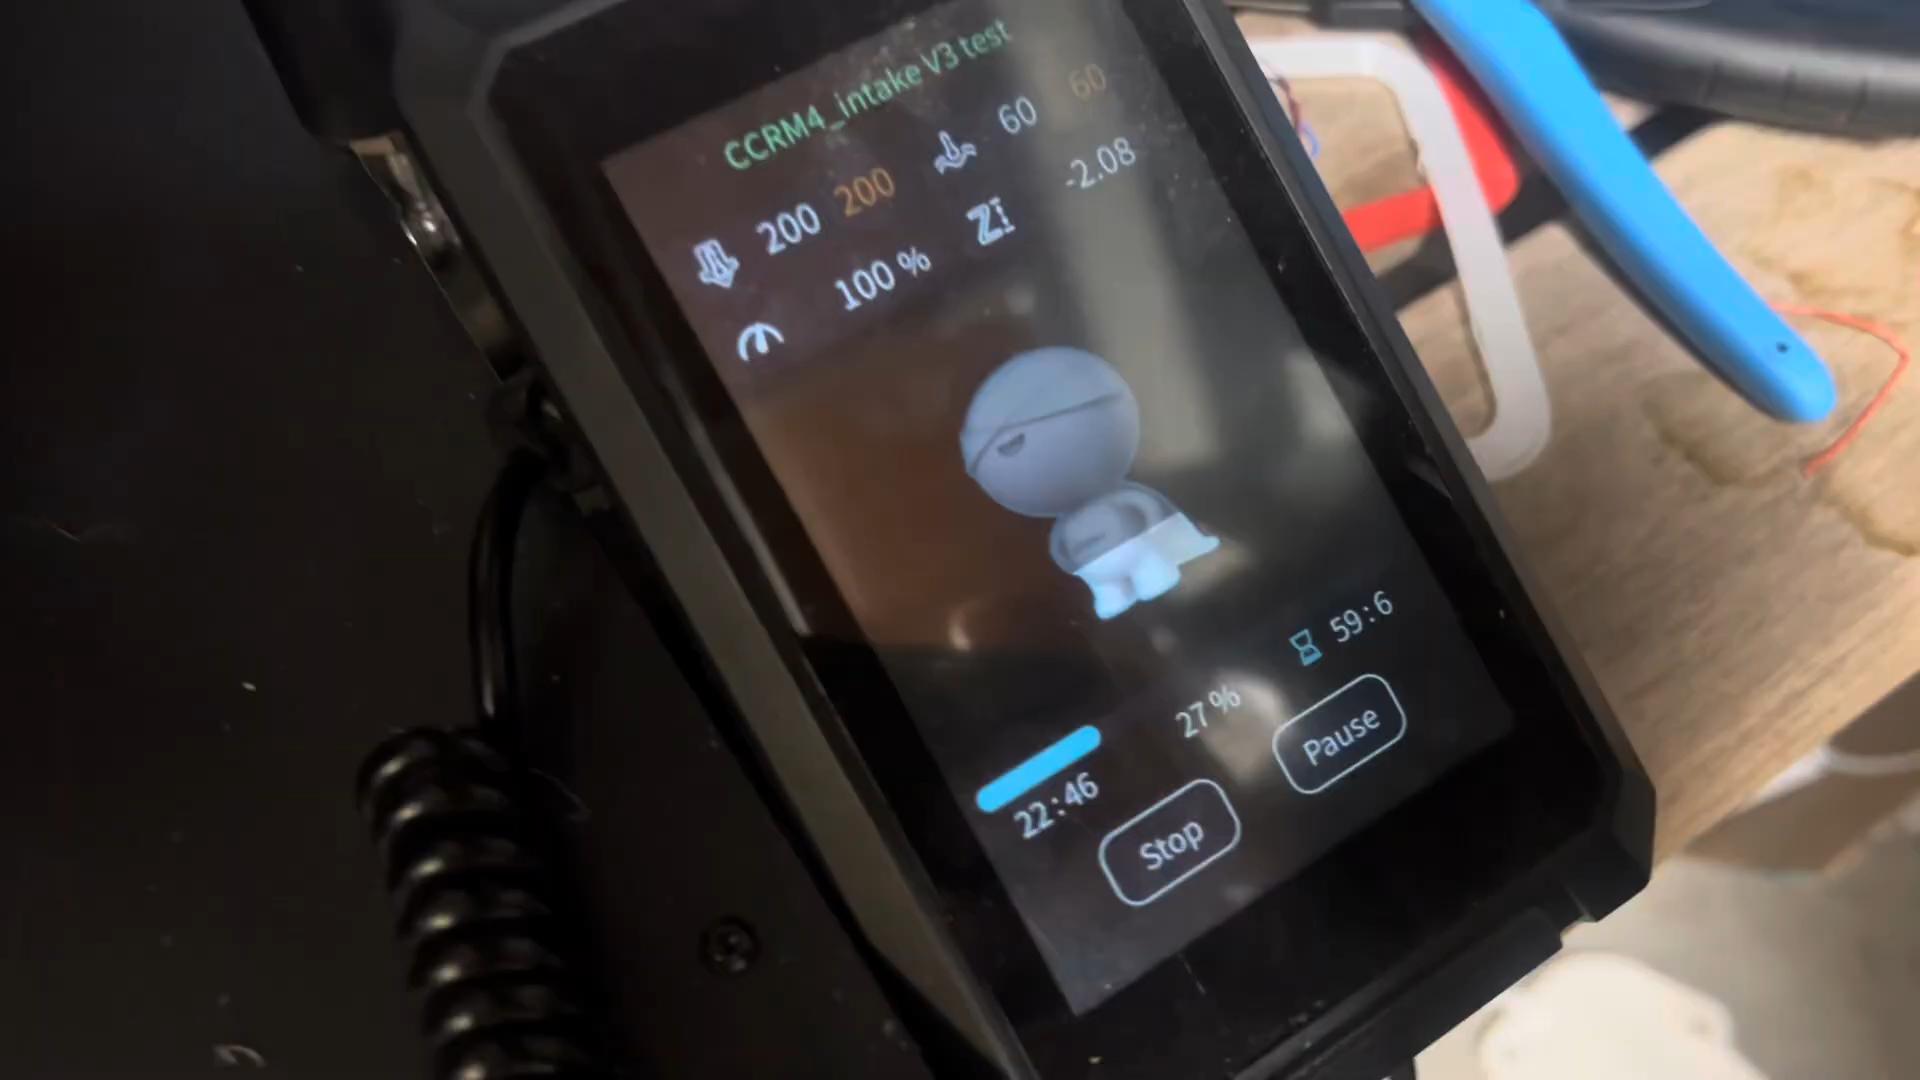 CCRM4_intake V3 test
200 200 60 60
100 % Z -2.08
27% 59:6
22:46
Stop Pause